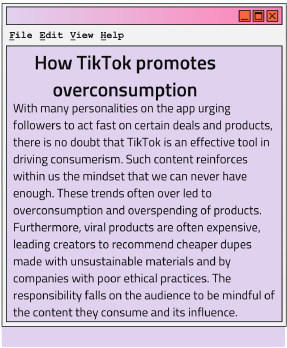 File Edit View Help
How TikTok promotes
overconsumption
With many personalities on the app urging
followers to act fast on certain deals and products,
there is no doubt that TikTok is an effective tool in
driving consumerism. Such content reinforces
within us the mindset that we can never have
enough. These trends often over led to
overconsumption and overspending of products.
Furthermore, viral products are often expensive,
leading creators to recommend cheaper dupes
made with unsustainable materials and by
companies with poor ethical practices. The
responsibility falls on the audience to be mindful of
the content they consume and its influence.